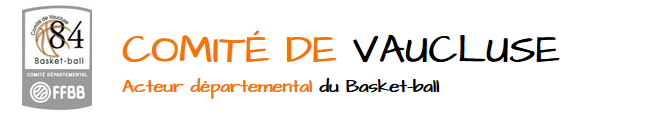 Comité de Vaucluse
84
Basket-ball
COMITÉ DÉPARTEMENTAL
FFBB
COMITÉ DE VAUCLUSE
Acteur départemental du Basket-ball